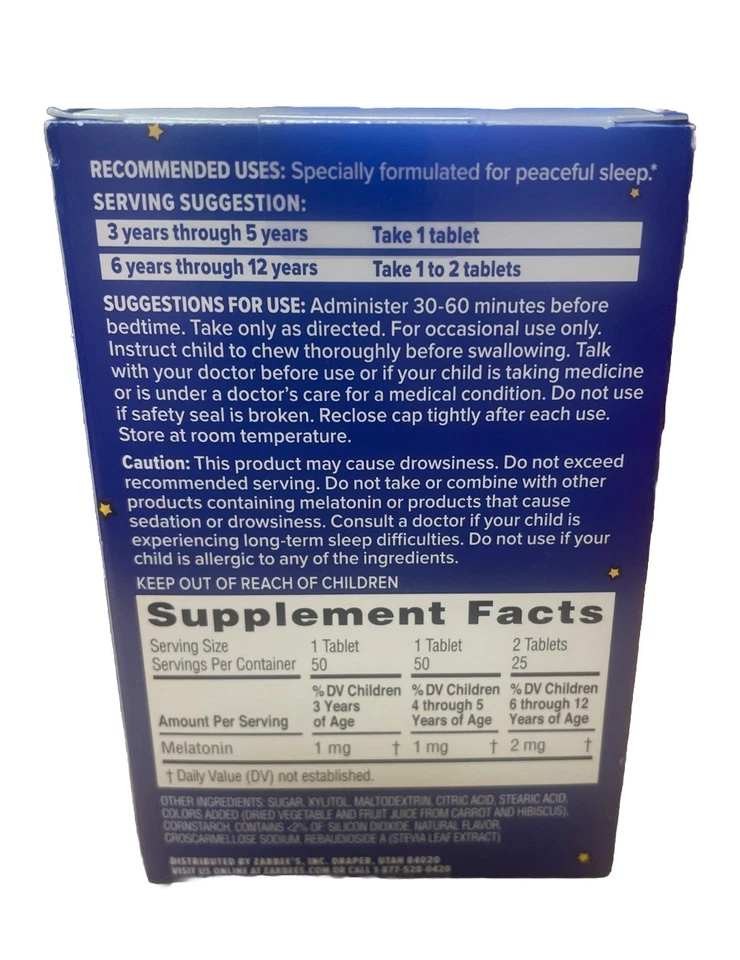 RECOMMENDED USES: Specially formulated for peaceful sleep.*
SERVING SUGGESTION:
3 years through 5 years Take 1 tablet
6 years through 12 years Take 1 to 2 tablets
SUGGESTIONS FOR USE: Administer 30-60 minutes before
bedtime. Take only as directed. For occasional use only.
Instruct child to chew thoroughly before swallowing. Talk
with your doctor before use or if your child is taking medicine
or is under a doctor's care for a medical condition. Do not use
if safety seal is broken. Reclose cap tightly after each use.
Store at room temperature.
Caution: This product may cause drowsiness. Do not exceed
recommended serving. Do not take or combine with other
products containing melatonin or products that cause
sedation or drowsiness. Consult a doctor if your child is
experiencing long-term sleep difficulties. Do not use if your
child is allergic to any of the ingredients.
KEEP OUT OF REACH OF CHILDREN
Supplement Facts
Serving Size 1 Tablet 1 Tablet 2 Tablets
Servings Per Container 50 50 25
% DV Children % DV Children % DV Children
3 Years 4 through 5 6 through 12
Amount Per Serving of Age Years of Age Years of Age
Melatonin 1 mg † 1 mg † 2 mg †
† Daily Value (DV) not established.
OTHER INGREDIENTS: SUGAR, XYLITOL, MALTODEXTRIN, CITRIC ACID, STEARIC ACID,
COLORS ADDED (DRIED VEGETABLE AND FRUIT JUICE FROM CARROT AND HIBISCUS),
CORNSTARCH, CONTAINS <2% OF SILICON DIOXIDE, NATURAL FLAVOR,
CROSCARMELLOSE SODIUM, REBAUDIOSIDE A (STEVIA LEAF EXTRACT)
DISTRIBUTED BY ZARBEE'S, INC. DRAPER, UTAH 84020
VISIT US ONLINE AT ZARBEES.COM OR CALL 1-877-528-0420